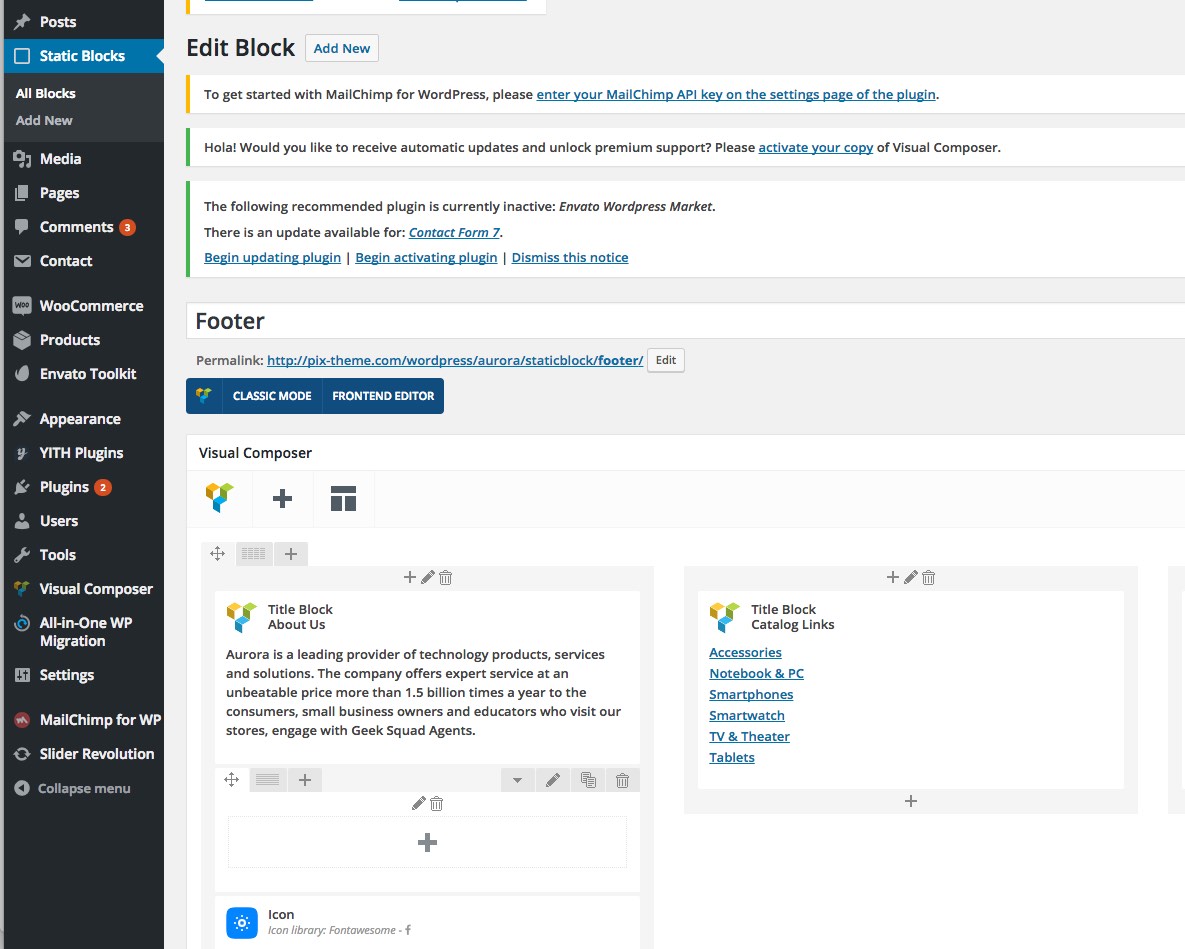 Posts
Static Blocks
All Blocks
Add New
Media
Pages
Comments 3
Contact
WooCommerce
Products
Envato Toolkit
Appearance
YITH Plugins
Plugins 2
Users
Tools
Visual Composer
All-in-One WP
Migration
Settings
MailChimp for WP
Slider Revolution
Collapse menu
Edit Block Add New
To get started with MailChimp for WordPress, please enter your MailChimp API key on the settings page of the plugin.
Hola! Would you like to receive automatic updates and unlock premium support? Please activate your copy of Visual Composer.
The following recommended plugin is currently inactive: Envato Wordpress Market.
There is an update available for: Contact Form 7.
Begin updating plugin | Begin activating plugin | Dismiss this notice
Footer
Permalink: http://pix-theme.com/wordpress/aurora/staticblock/footer/ Edit
CLASSIC MODE FRONTEND EDITOR
Visual Composer
Title Block
About Us
Aurora is a leading provider of technology products, services
and solutions. The company offers expert service at an
unbeatable price more than 1.5 billion times a year to the
consumers, small business owners and educators who visit our
stores, engage with Geek Squad Agents.
Icon
Icon library: Fontawesome -
Title Block
Catalog Links
Accessories
Notebook & PC
Smartphones
Smartwatch
TV & Theater
Tablets